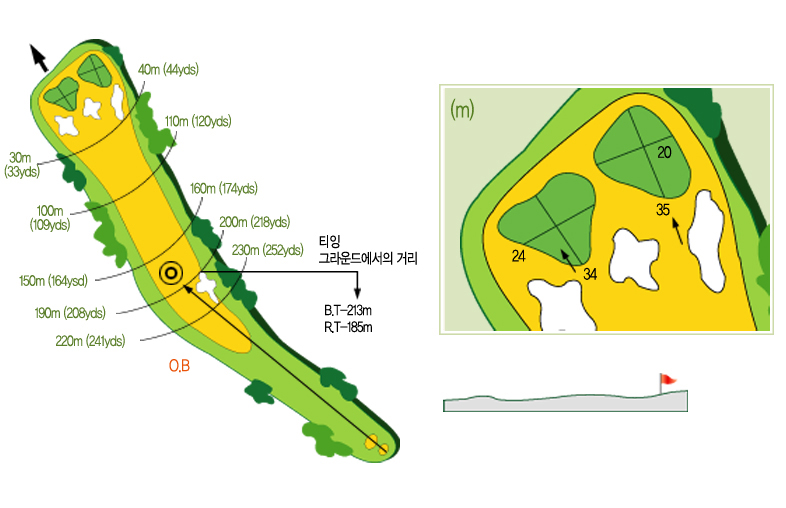 40m (44yds)
110m (120yds)
30m
(33yds)
160m (174yds)
100m
(109yds)
200m (218yds)
230m (252yds)
150m (164ysd)
190m (208yds)
220m (241yds)
티잉
그라운드에서의 거리
B.T-213m
R.T-185m
O.B
(m)
20
35
24
34